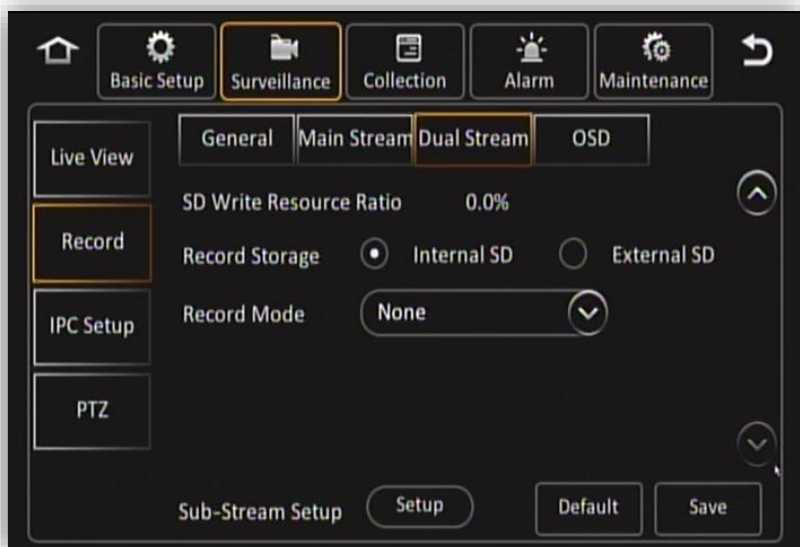 Basic Setup
Surveillance
Collection
Alarm
Maintenance
Live View
Record
IPC Setup
PTZ
General
Main Stream
Dual Stream
OSD
SD Write Resource Ratio 0.0%
Record Storage Internal SD External SD
Record Mode None
Sub-Stream Setup Setup Default Save